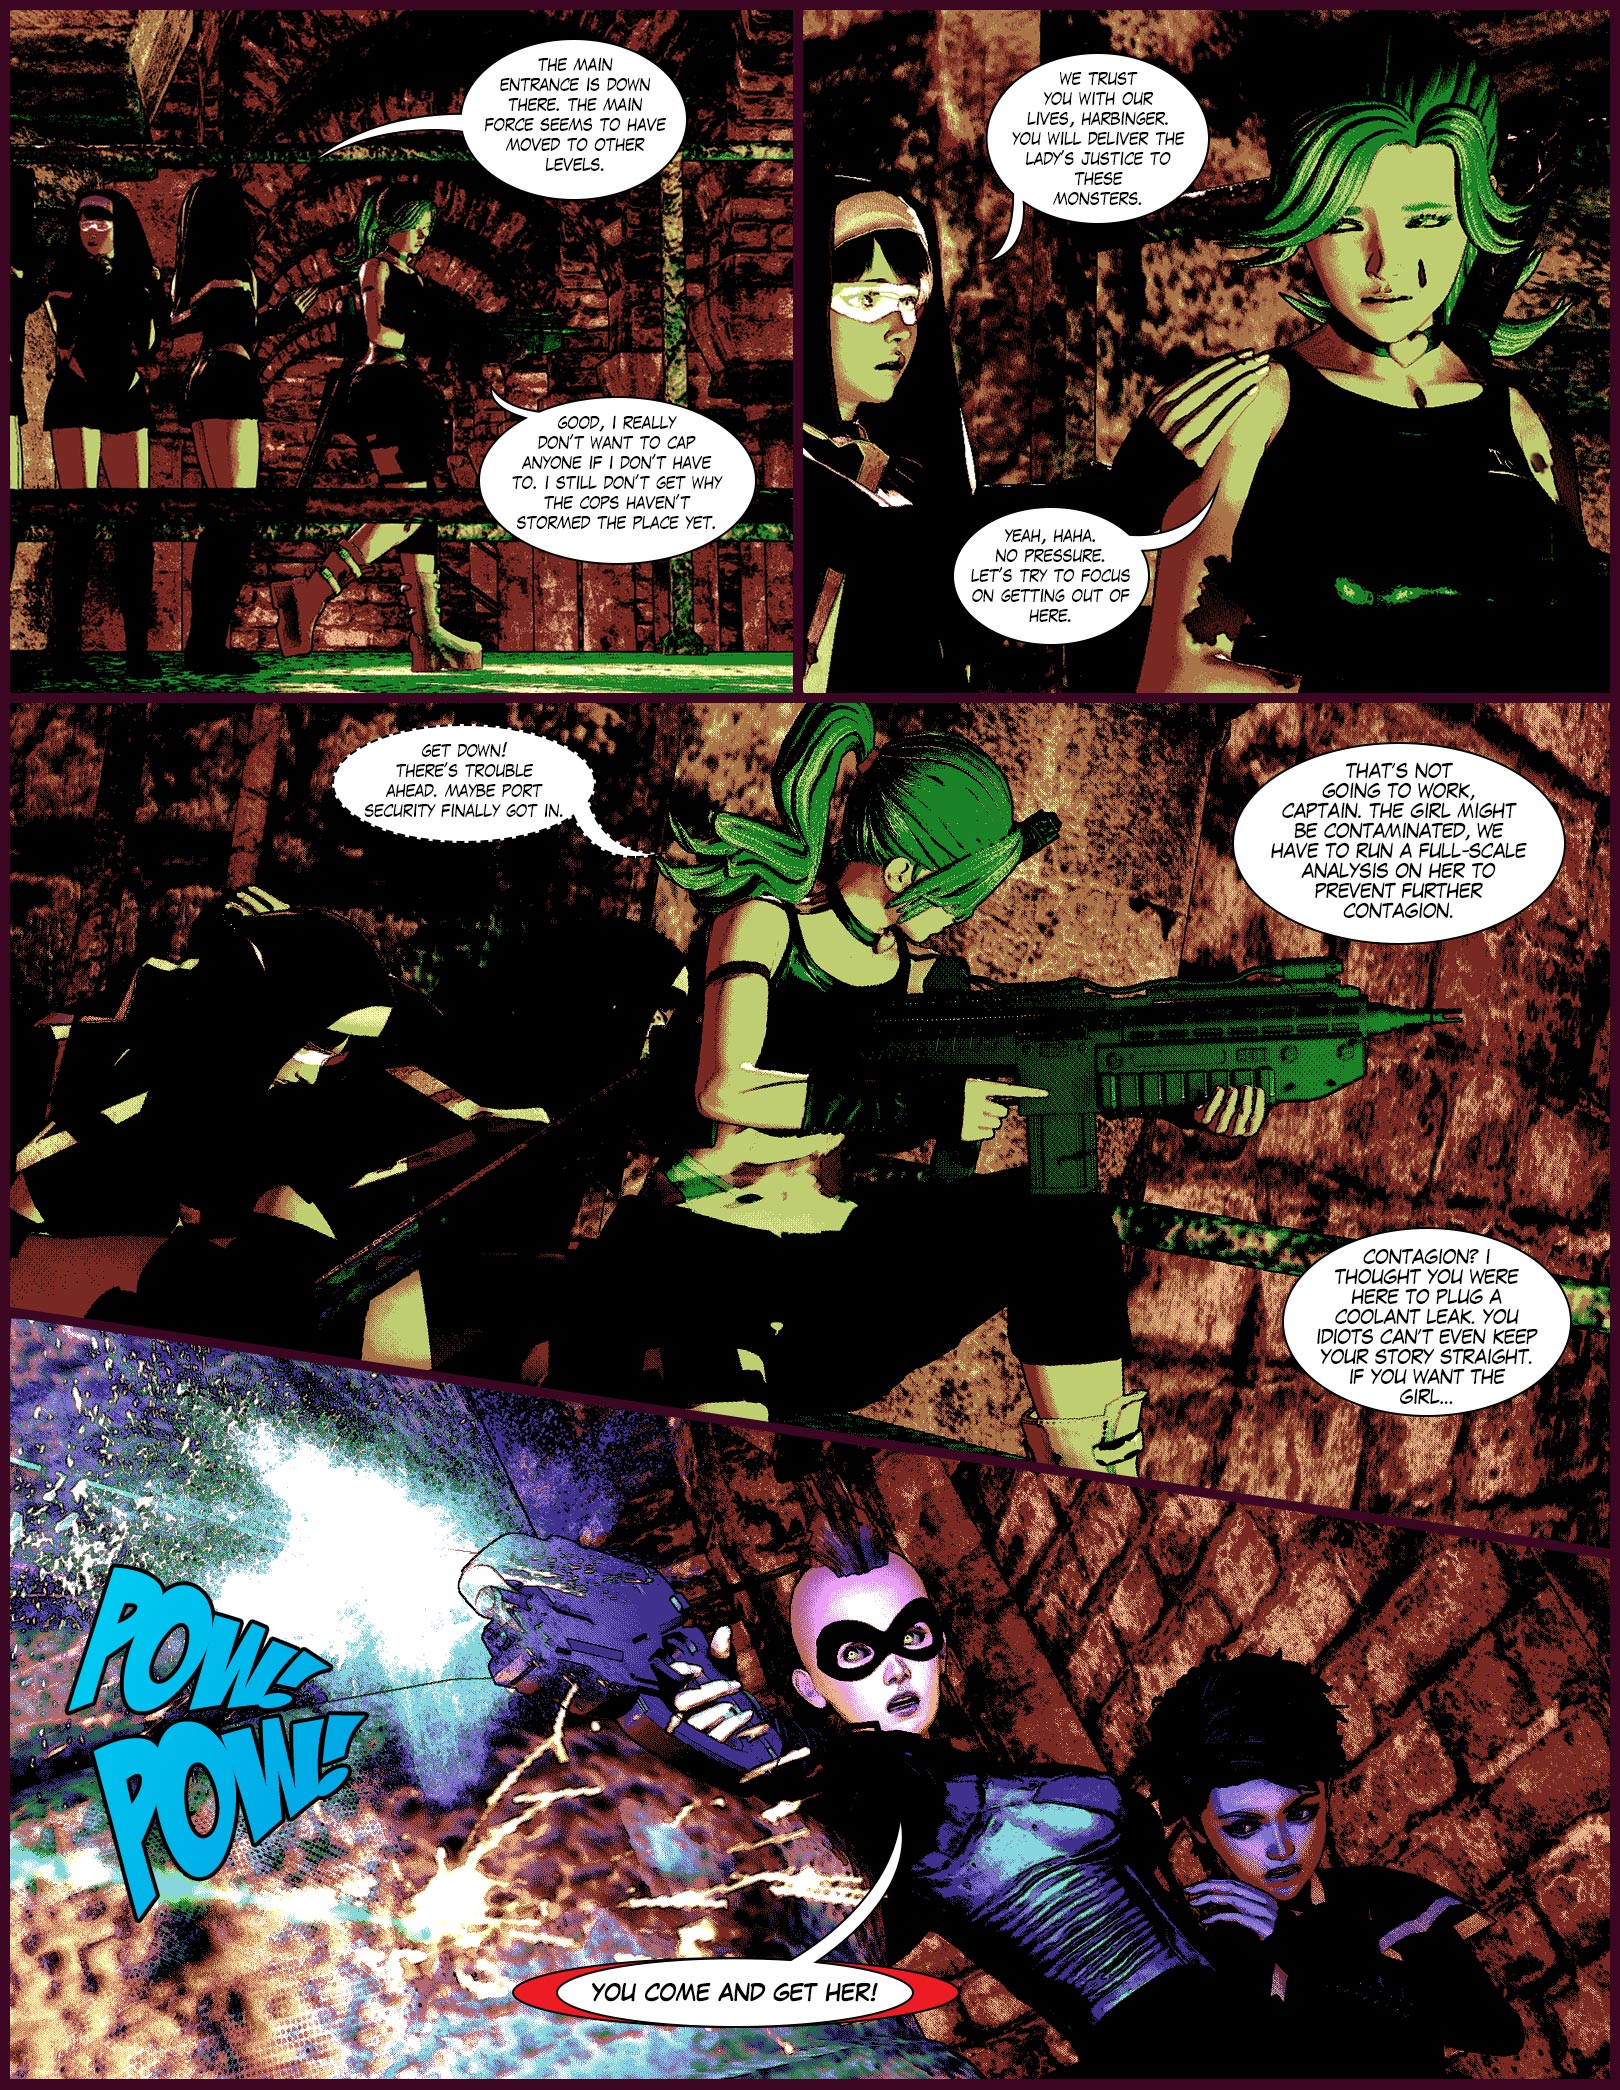 THE MAIN
ENTRANCE IS DOWN
THERE. THE MAIN
FORCE SEEMS TO HAVE
MOVED TO OTHER
LEVELS.
GOOD, I REALLY
DON'T WANT TO CAP
ANYONE IF I DON'T HAVE
TO. I STILL DON'T GET WHY
THE COPS HAVEN'T
STORMED THE PLACE YET.
WE TRUST
YOU WITH OUR
LIVES, HARBINGER.
YOU WILL DELIVER THE
LADY'S JUSTICE TO
THESE
MONSTERS.
YEAH, HAHA.
NO PRESSURE.
LET'S TRY TO FOCUS
ON GETTING OUT OF
HERE.
GET DOWN!
THERE'S TROUBLE
AHEAD. MAYBE PORT
SECURITY FINALLY GOT IN.
THAT'S NOT
GOING TO WORK,
CAPTAIN. THE GIRL MIGHT
BE CONTAMINATED, WE
HAVE TO RUN A FULL-SCALE
ANALYSIS ON HER TO
PREVENT FURTHER
CONTAGION.
CONTAGION? I
THOUGHT YOU WERE
HERE TO PLUG A
COOLANT LEAK. YOU
IDIOTS CAN'T EVEN KEEP
YOUR STORY STRAIGHT.
IF YOU WANT THE
GIRL...
POW!
POW!
YOU COME AND GET HER!